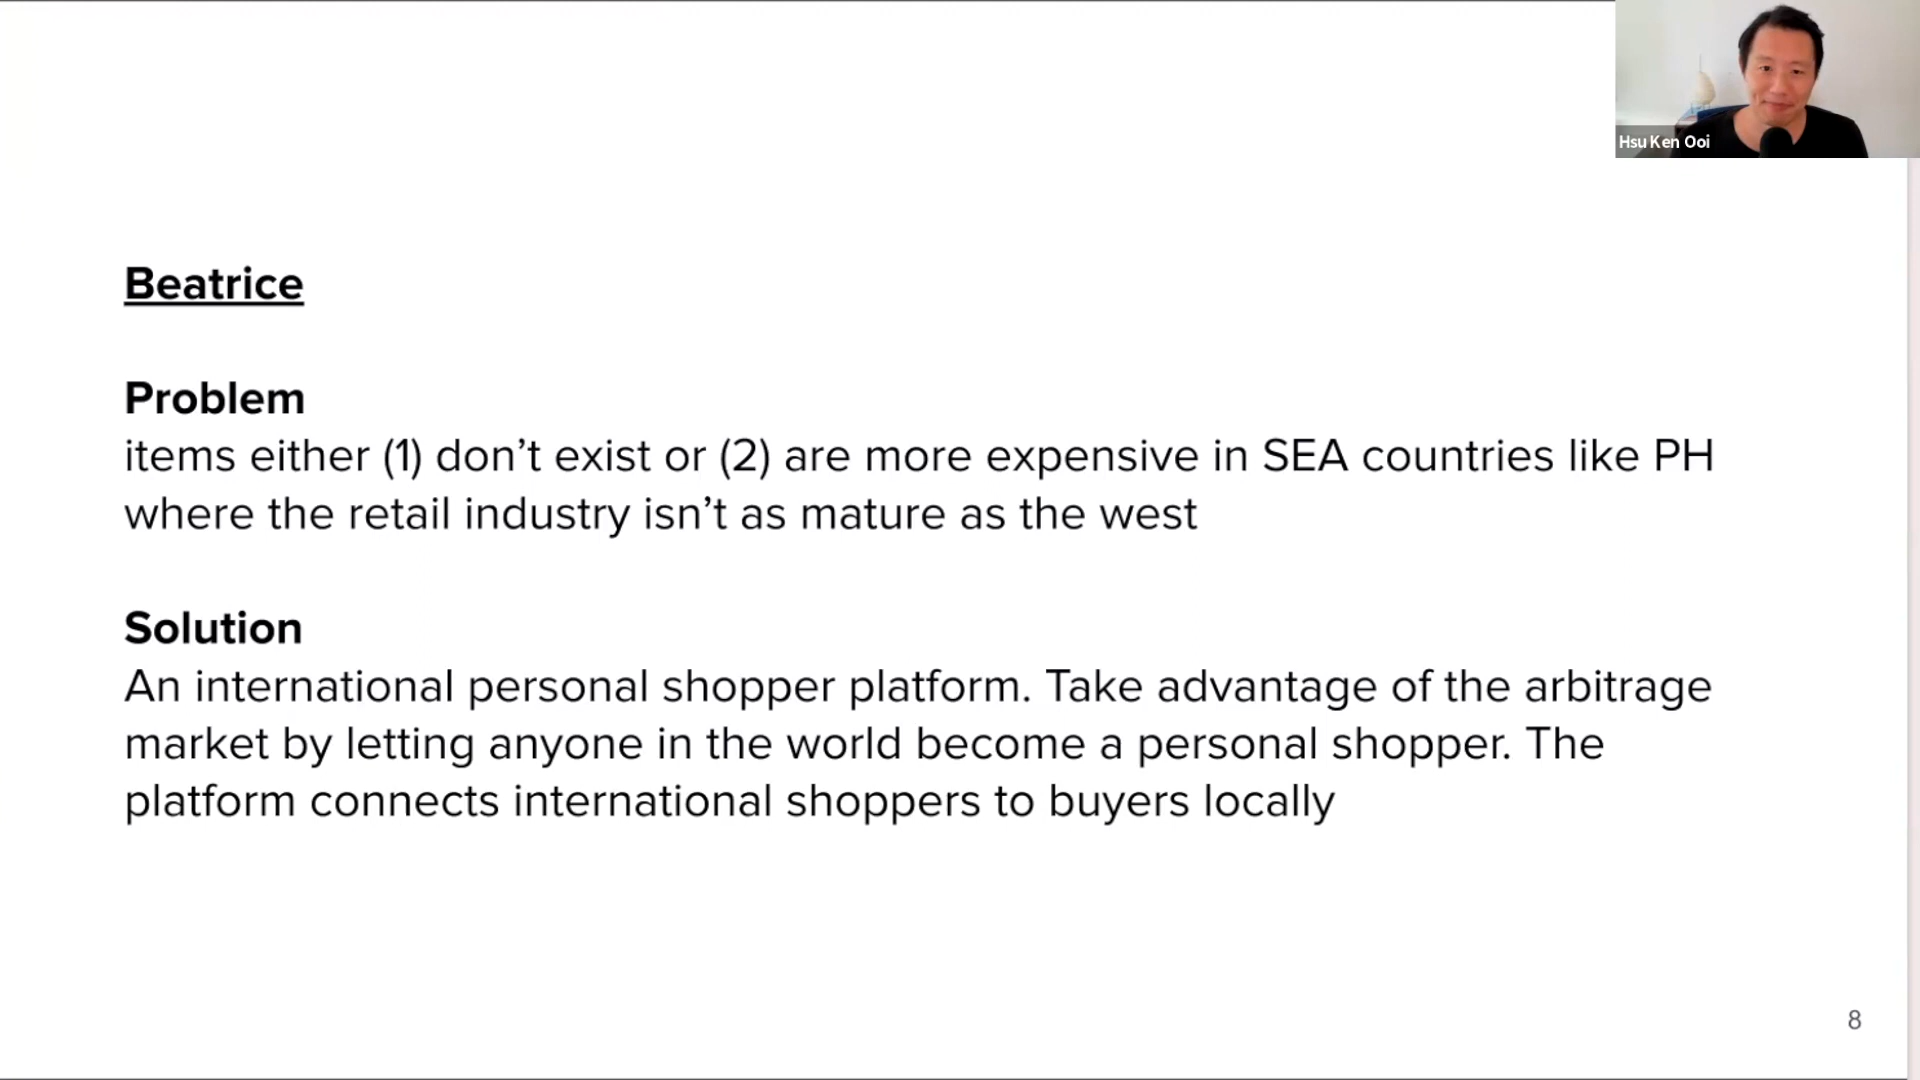 Hsu Ken Ooi
Beatrice
Problem
items either (1) don’t exist or (2) are more expensive in SEA countries like PH
where the retail industry isn’t as mature as the west
Solution
An international personal shopper platform. Take advantage of the arbitrage
market by letting anyone in the world become a personal shopper. The
platform connects international shoppers to buyers locally
8